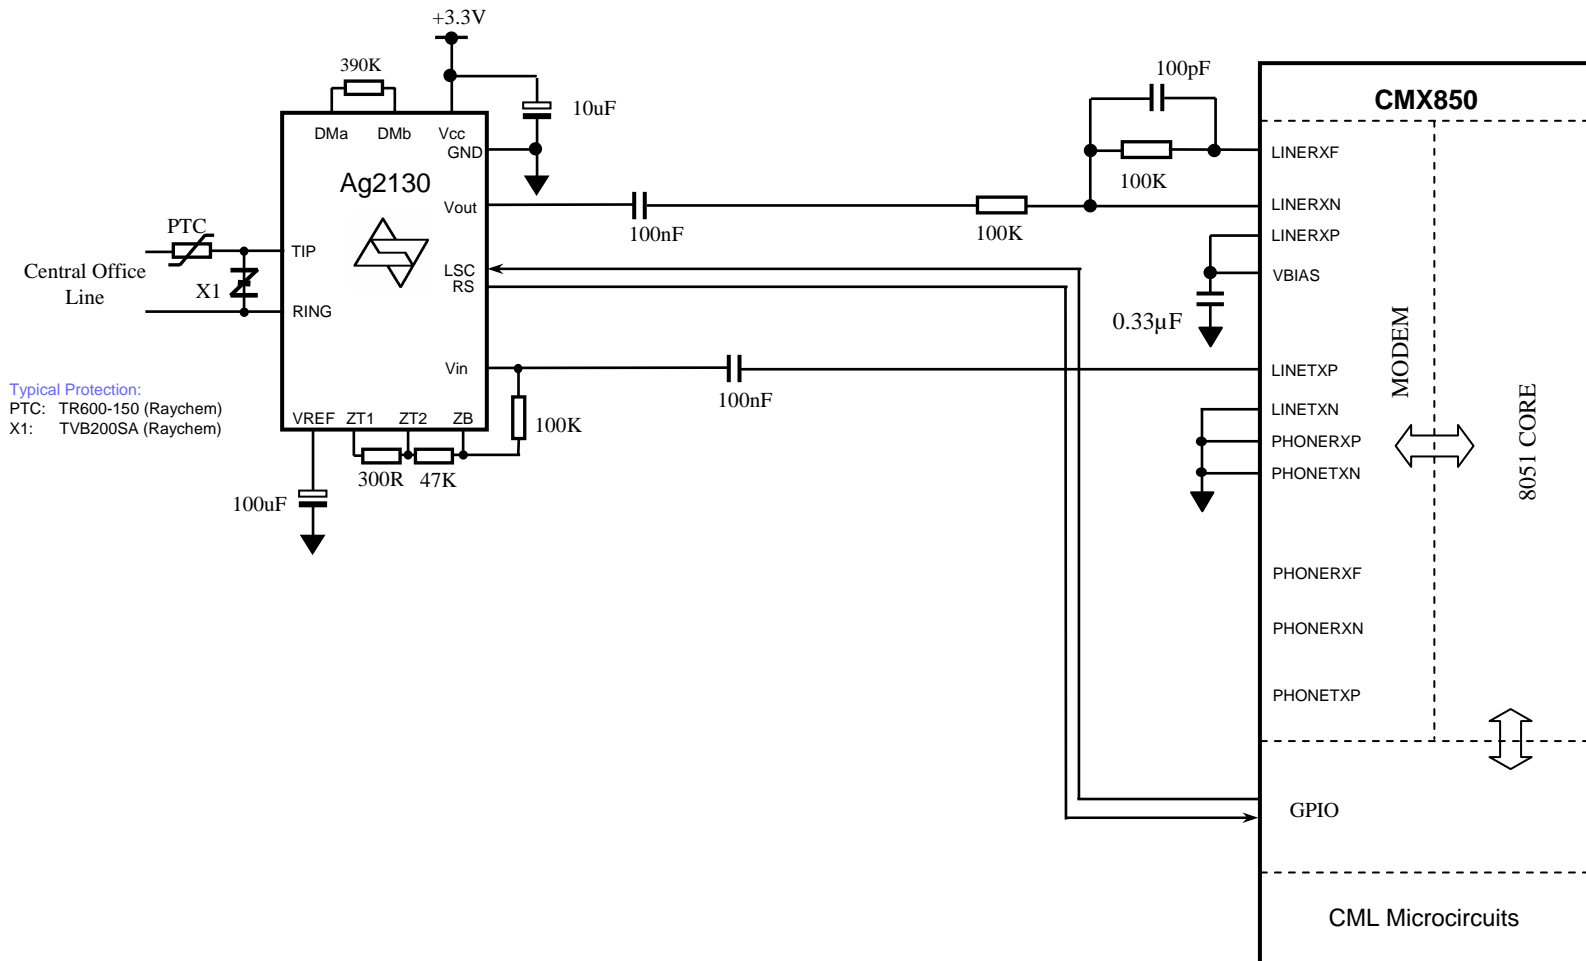 +3.3V
390K
10uF
100pF
CMX850
DMa
DMb
Vcc
GND
LINERXF
100K
Ag2130
Vout
LINERXN
100nF
100K
PTC
TIP
LINERXP
Central Office
Line
X1
LSC
RS
VBIAS
RING
0.33µF
MODEM
8051 CORE
Vin
LINETXP
100nF
Typical Protection:
PTC: TR600-150 (Raychem)
X1: TVB200SA (Raychem)
VREF
ZT1
ZT2
ZB
100K
LINETXN
PHONERXP
PHONETXN
300R
47K
100uF
PHONERXF
PHONERXN
PHONETXP
GPIO
CML Microcircuits